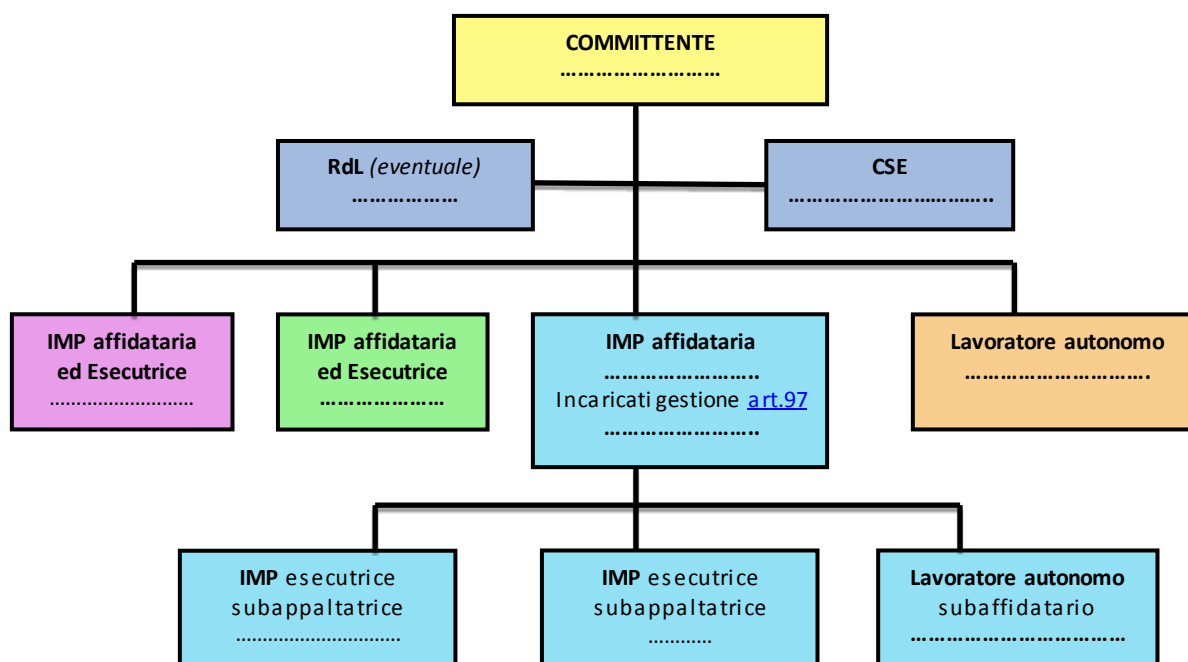 COMMITTENTE
………………………
RdL (eventuale)
………………
CSE
……………………………..
IMP affidataria
ed Esecutrice
...........................
IMP affidataria
ed Esecutrice
…………………
IMP affidataria
……………………..
Incaricati gestione art.97
……………………..
Lavoratore autonomo
………………………….
IMP esecutrice
subappaltatrice
...............................
IMP esecutrice
subappaltatrice
............
Lavoratore autonomo
subaffidatario
………………………………